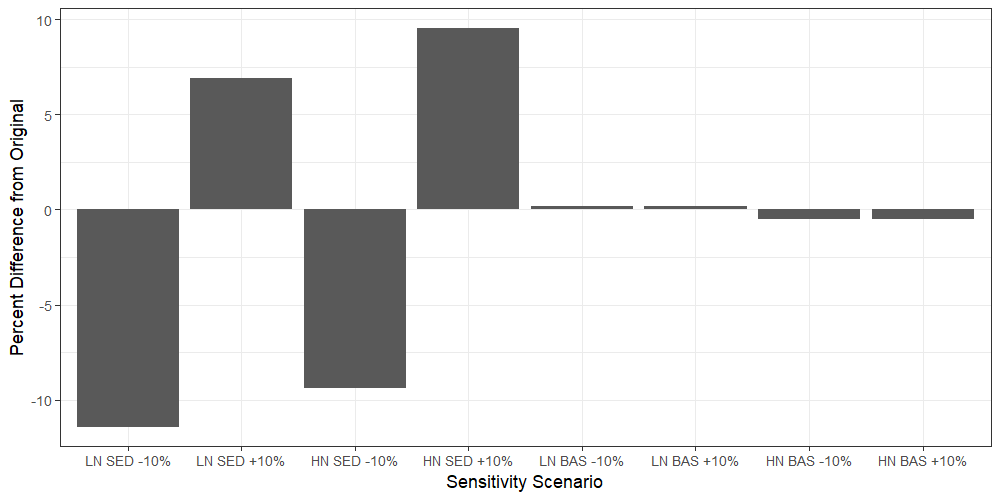 Percent Difference from Original
10
5
0
-5
-10
LN SED -10% LN SED +10% HN SED -10% HN SED +10% LN BAS -10% LN BAS +10% HN BAS -10% HN BAS +10%
Sensitivity Scenario